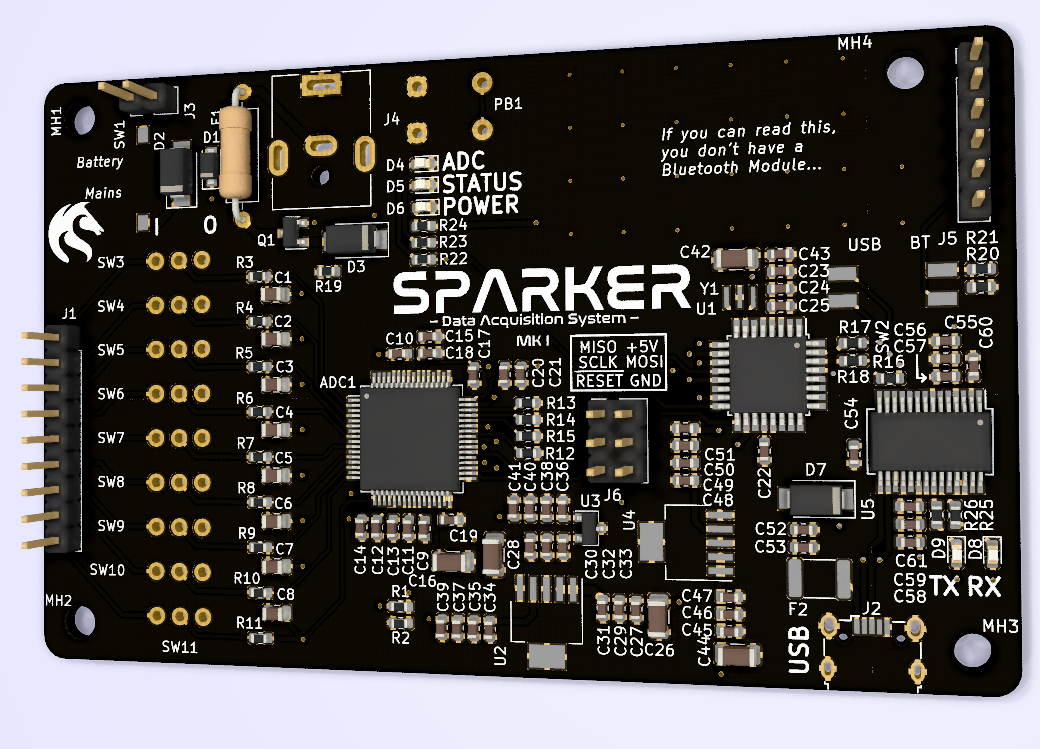 MH1
SW1
J3
D2
D1
F1
Battery
Mains
I
O
J4
PB1
D4
ADC
D5
STATUS
D6
POWER
R24
R23
R22
Q1
D3
R19
If you can read this,
you don't have a
Bluetooth Module...
MH4
J5
USB
BT
R21
R20
SPARKER
– Data Acquisition System –
MK I
MISO +5V
SCLK MOSI
RESET GND
J6
SW3
SW4
SW5
SW6
SW7
SW8
SW9
SW10
SW11
J1
MH2
R3
C1
R4
C2
R5
C3
R6
C4
R7
C5
R8
C6
R9
C7
R10
C8
R11
ADC1
C10
C15
C18
C17
C20
C21
R13
R14
R15
R12
C41
C40
C38
C36
C14
C12
C13
C11
C9
C19
C16
C28
R1
R2
C39
C37
C35
C34
U2
U3
C30
C32
C33
U4
C31
C29
C27
C26
C42
C43
C23
C24
C25
Y1
U1
R17
SW2
R16
R18
C56
C57
C55
C60
C54
C22
C51
C50
C49
C48
D7
U5
C52
C53
F2
C47
C46
C45
C44
R26
R25
C61
C59
C58
D9
D8
TX RX
J2
USB
MH3